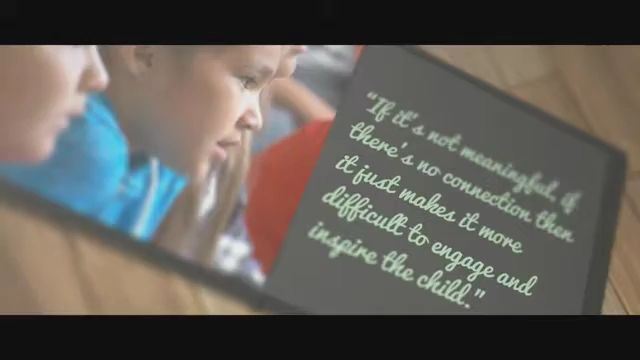 “If it's not meaningful, if
there's no connection then
it just makes it more
difficult to engage and
inspire the child.”